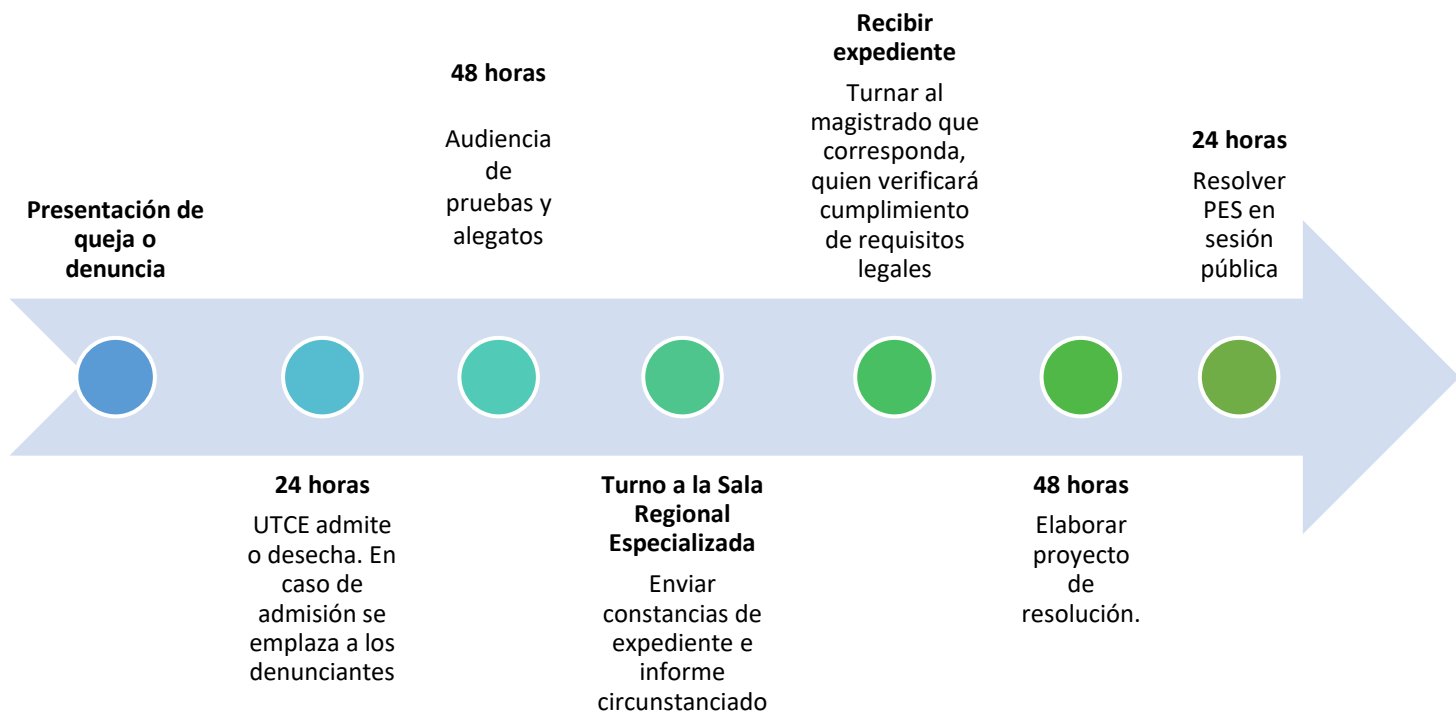 Presentación de
queja o
denuncia
24 horas
UTCE admite
o desecha. En
caso de
admisión se
emplaza a los
denunciantes
48 horas
Audiencia
de
pruebas y
alegatos
Turno a la Sala
Regional
Especializada
Enviar
constancias de
expediente e
informe
circunstanciado
Recibir
expediente
Turnar al
magistrado que
corresponda,
quien verificará
cumplimiento
de requisitos
legales
48 horas
Elaborar
proyecto
de
resolución.
24 horas
Resolver
PES en
sesión
pública